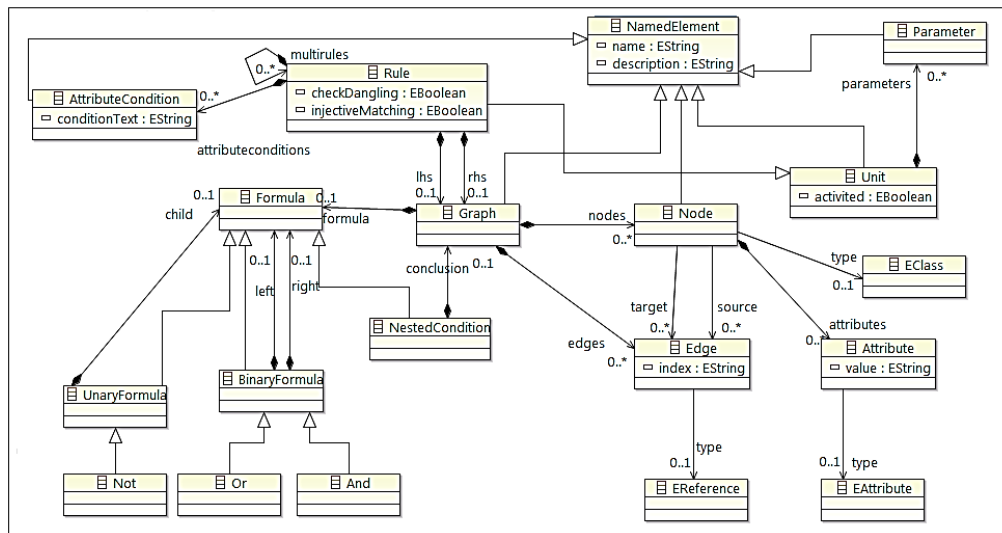 NamedElement
name : EString
description : EString
Parameter
multirules
0..*
Rule
checkDangling : EBoolean
injectiveMatching : EBoolean
parameters
0..*
AttributeCondition
conditionText : EString
0..*
attributeconditions
lhs
0..1
rhs
0..1
Unit
activited : EBoolean
0..1
child
Formula
0..1
formula
Graph
nodes
0..*
Node
type
0..1
EClass
0..1
left
0..1
right
conclusion
0..1
target
0..*
source
0..*
attributes
0..*
NestedCondition
edges
0..*
Edge
index : EString
Attribute
value : EString
UnaryFormula
BinaryFormula
type
0..1
0..1
type
Not
Or
And
EReference
EAttribute